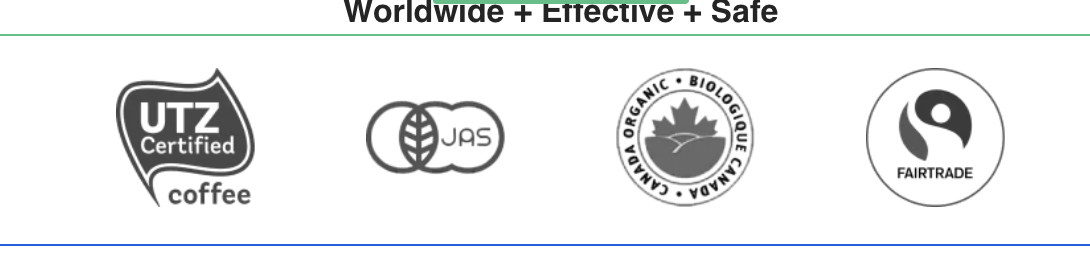 Worldwide + Effective + Safe
UTZ
Certified
coffee
JAS
CANADA ORGANIC • BIOLOGIQUE CANADA •
FAIRTRADE